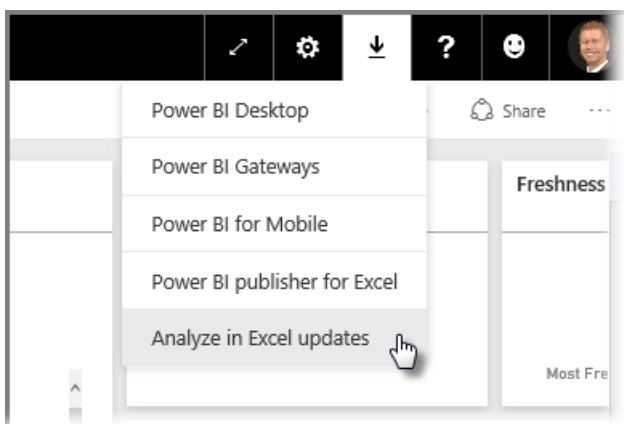 ?
Share
...
Power BI Desktop
Power BI Gateways
Power BI for Mobile
Power BI publisher for Excel
Analyze in Excel updates
Freshness
Most Fre